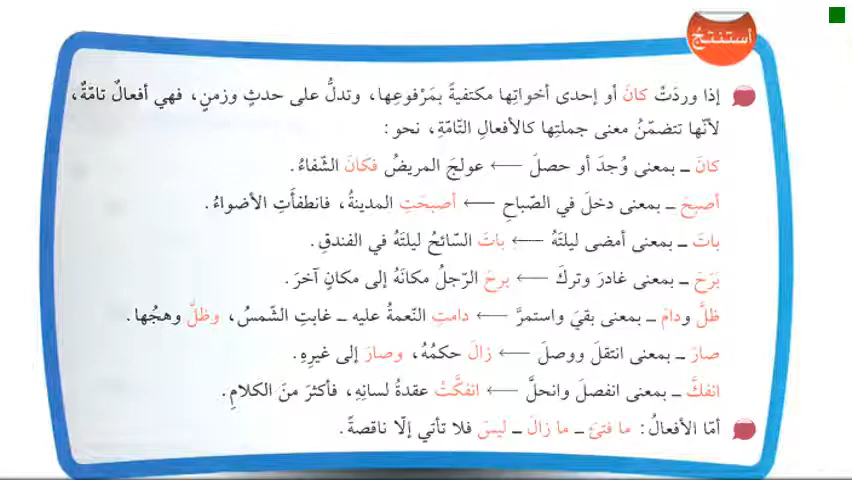 أستنتجُ
إذا وردَتْ كانَ أو إحدى أخواتِها مكتفيةً بمَرْفوعِها، وتدلُّ على حدثٍ وزمنٍ، فهي أفعالٌ تامّةٌ،
لأنّها تتضمّنُ معنى جملتِها كالأفعالِ التّامّةِ، نحو:
كانَ ـ بمعنى وُجدَ أو حصلَ ⟵ عولجَ المريضُ فكانَ الشّفاءُ.
أصبحَ ـ بمعنى دخلَ في الصّباحِ ⟵ أصبحَتِ المدينةُ، فانطفأَتِ الأضواءُ.
باتَ ـ بمعنى أمضى ليلتَهُ ⟵ باتَ السّائحُ ليلتَهُ في الفندقِ.
بَرَحَ ـ بمعنى غادرَ وتركَ ⟵ برحَ الرّجلُ مكانَهُ إلى مكانٍ آخرَ.
ظلَّ ودامَ ـ بمعنى بقيَ واستمرَّ ⟵ دامتِ النّعمةُ عليه ـ غابتِ الشّمسُ، وظلَّ وهجُها.
صارَ ـ بمعنى انتقلَ ووصلَ ⟵ زالَ حكمُهُ، وصارَ إلى غيرِهِ.
انفكَّ ـ بمعنى انفصلَ وانحلَّ ⟵ انفكَّتْ عقدةُ لسانِهِ، فأكثرَ منَ الكلامِ.
أمّا الأفعالُ: ما فتئَ ـ ما زالَ ـ ليسَ فلا تأتي إلّا ناقصةً.